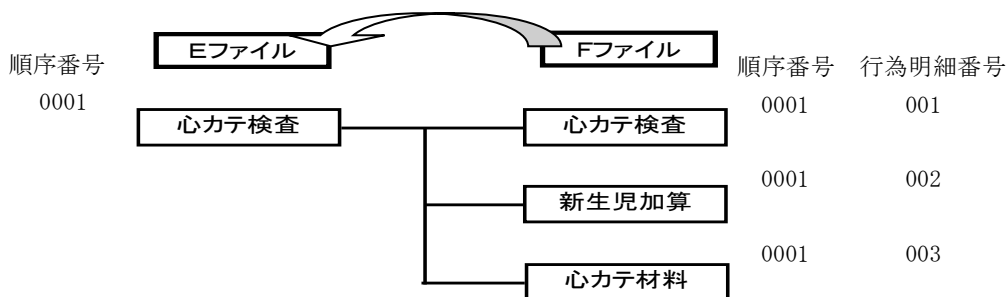 Eファイル Fファイル
順序番号 順序番号 行為明細番号
0001 0001 001
心カテ検査 心カテ検査
0001 002
新生児加算
0001 003
心カテ材料